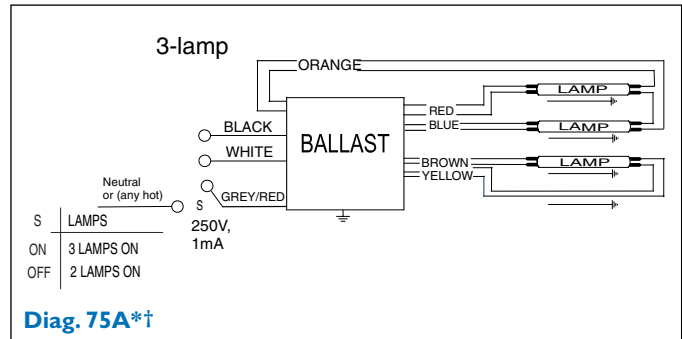 3-lamp
ORANGE
LAMP
RED
BLUE
LAMP
BLACK
BALLAST
WHITE
BROWN
LAMP
YELLOW
Neutral
or (any hot)
GREY/RED
S
250V,
1mA
S LAMPS
ON 3 LAMPS ON
OFF 2 LAMPS ON
Diag. 75A*†